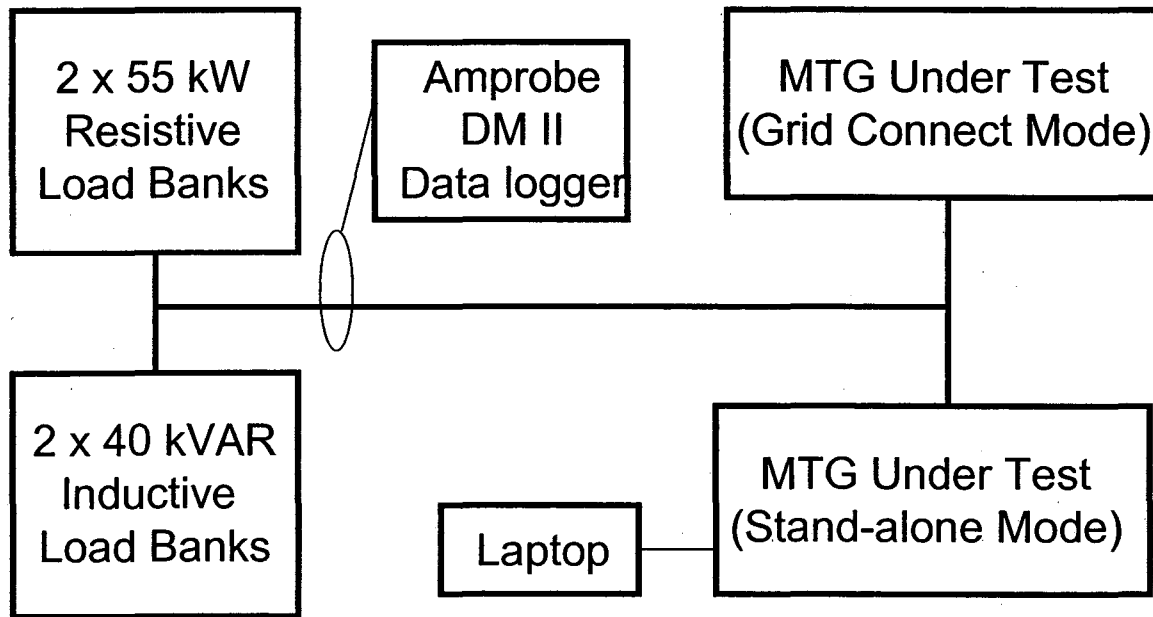 2 x 55 kW
Resistive
Load Banks
Amprobe
DM II
Data logger
MTG Under Test
(Grid Connect Mode)
2 x 40 kVAR
Inductive
Load Banks
Laptop
MTG Under Test
(Stand-alone Mode)